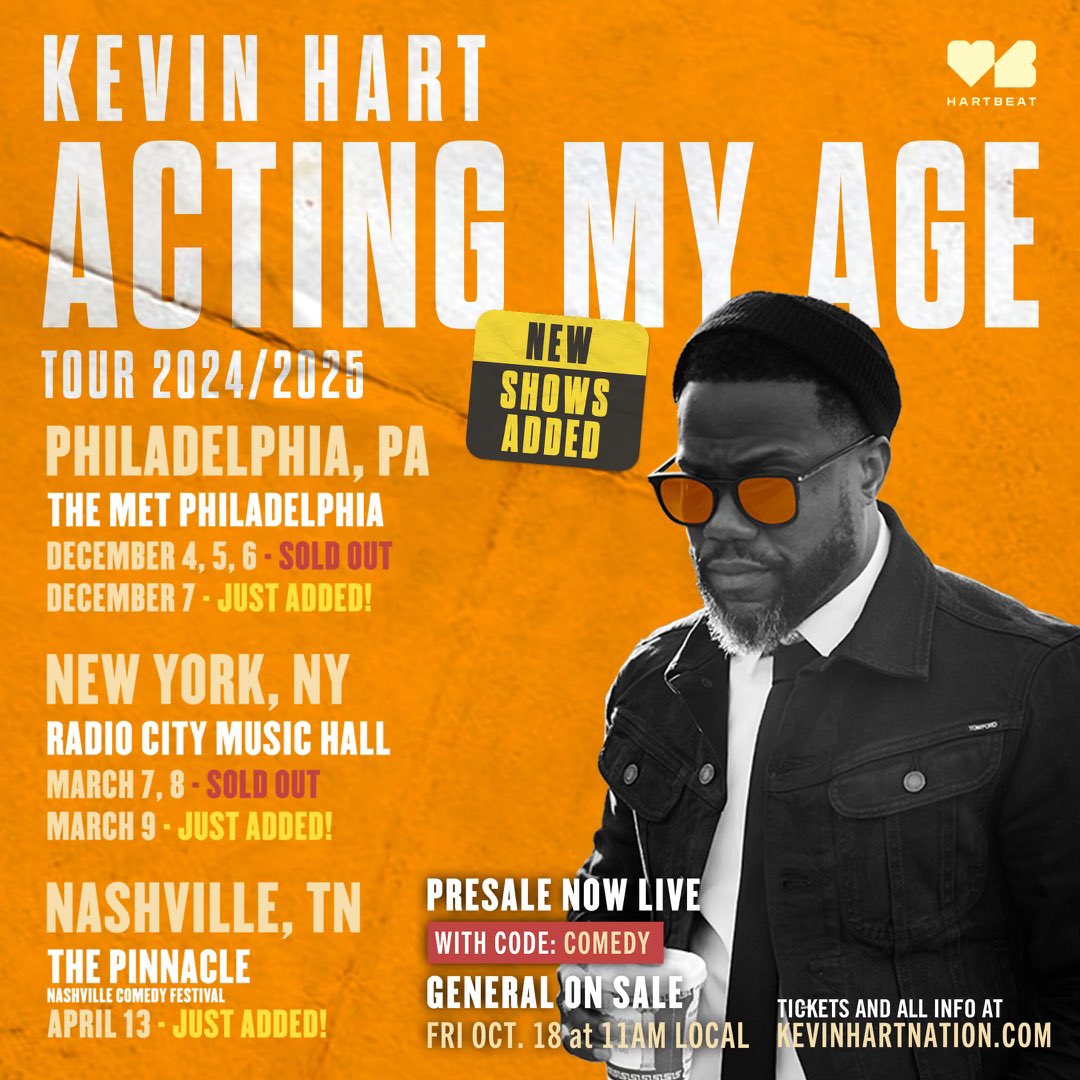 KEVIN HART
HARTBEAT
ACTING MY AGE
TOUR 2024/2025
NEW
SHOWS
ADDED
PHILADELPHIA, PA
THE MET PHILADELPHIA
DECEMBER 4, 5, 6 - SOLD OUT
DECEMBER 7 - JUST ADDED!
NEW YORK, NY
RADIO CITY MUSIC HALL
MARCH 7, 8 - SOLD OUT
MARCH 9 - JUST ADDED!
NASHVILLE, TN
THE PINNACLE
NASHVILLE COMEDY FESTIVAL
APRIL 13 - JUST ADDED!
TOM FORD
PRESALE NOW LIVE
WITH CODE: COMEDY
GENERAL ON SALE
FRI OCT. 18 at 11AM LOCAL
TICKETS AND ALL INFO AT
KEVINHARTNATION.COM